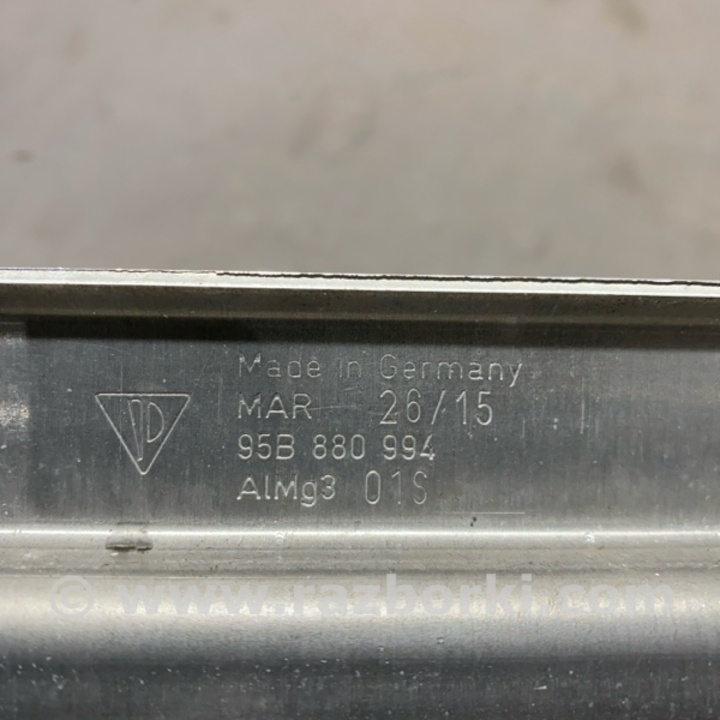 Made in Germany
MAR 26/15
95B 880 994
AlMg3 01S
© www.razborki.com